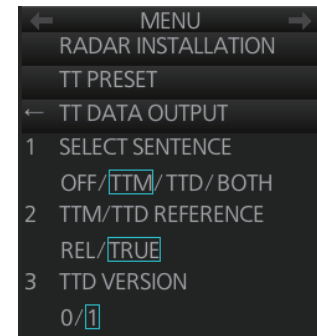 ← MENU →
RADAR INSTALLATION
TT PRESET
← TT DATA OUTPUT
1 SELECT SENTENCE
OFF/TTM/TTD/BOTH
2 TTM/TTD REFERENCE
REL/TRUE
3 TTD VERSION
0/1